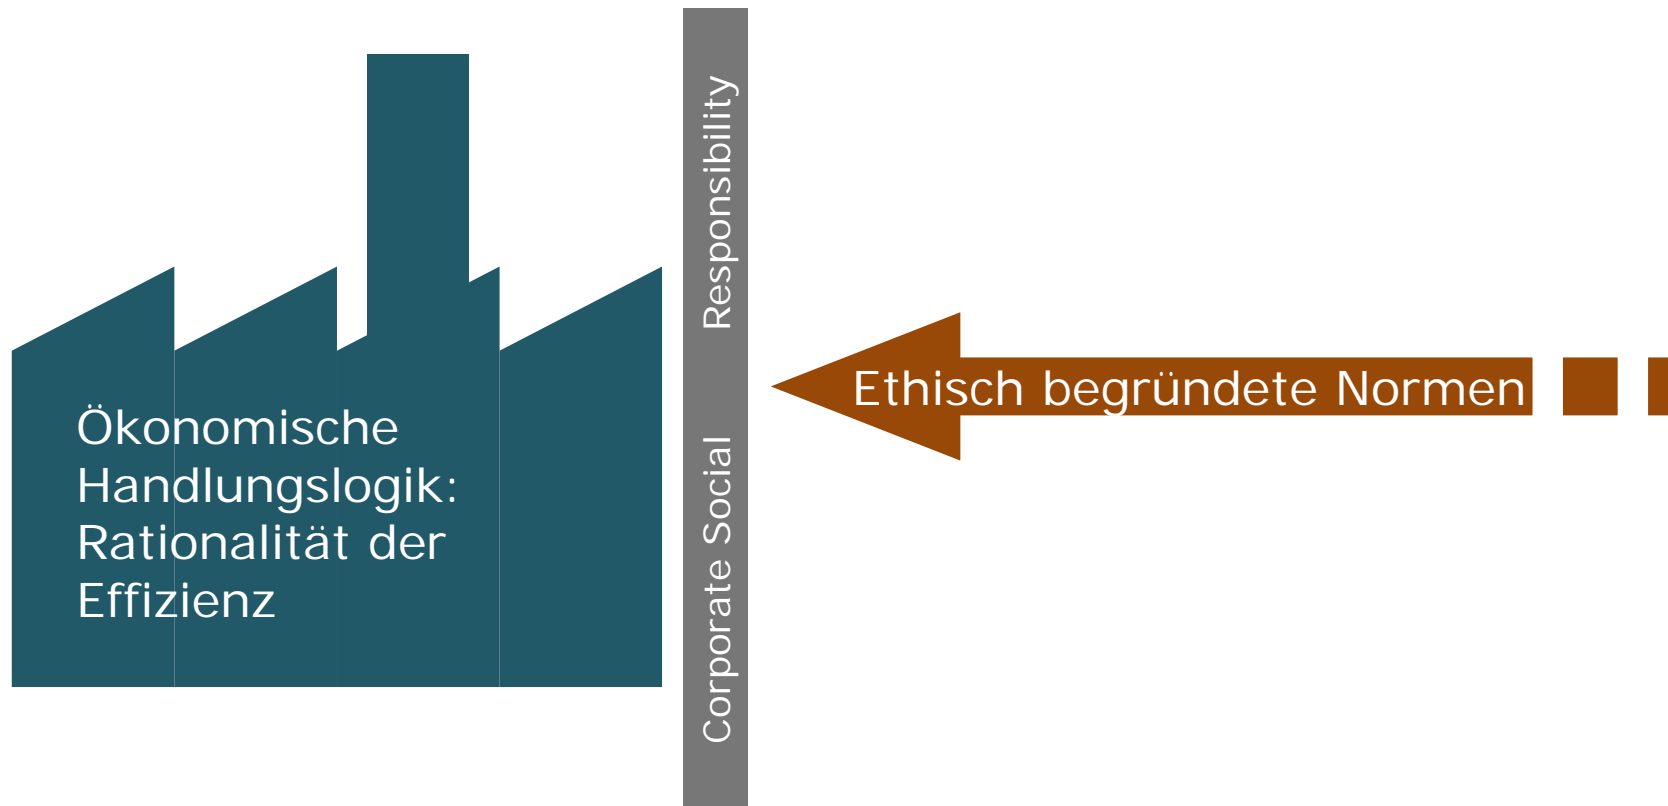 Ökonomische
Handlungslogik:
Rationalität der
Effizienz
Corporate Social Responsibility
Ethisch begründete Normen